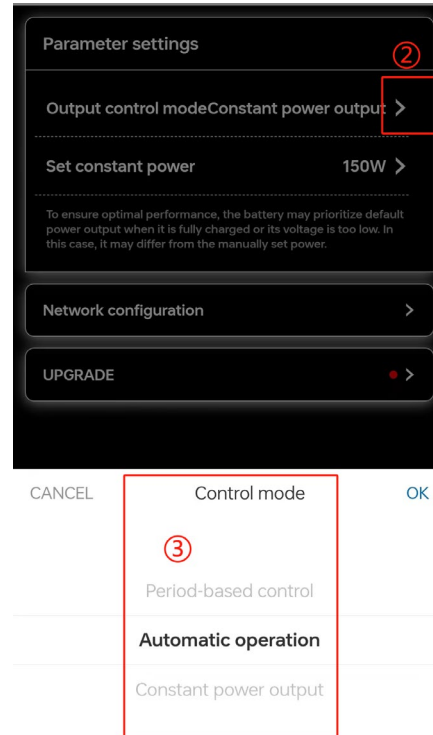 Parameter settings
②
Output control modeConstant power output >
Set constant power 150W >
To ensure optimal performance, the battery may prioritize default
power output when it is fully charged or its voltage is too low. In
this case, it may differ from the manually set power.
Network configuration >
UPGRADE >
CANCEL Control mode OK
③
Period-based control
Automatic operation
Constant power output